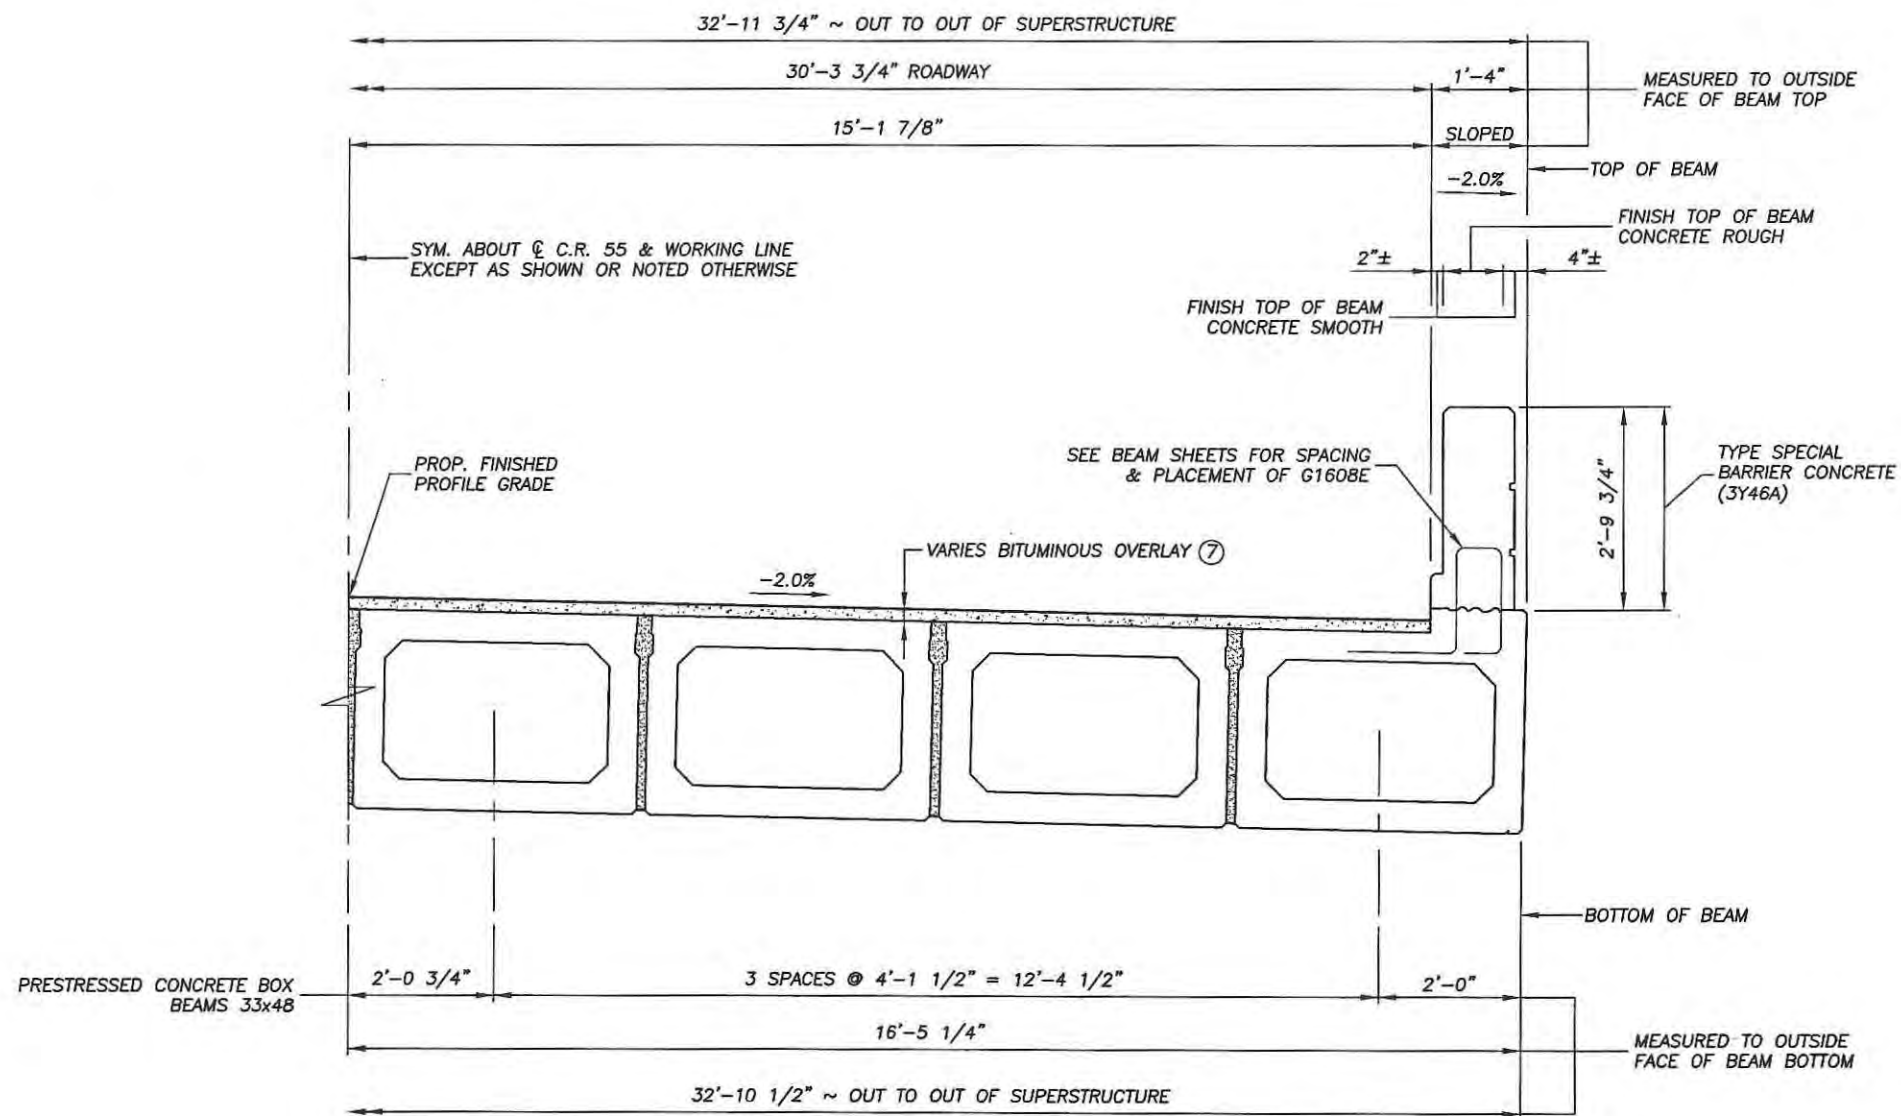 32'-11 3/4" ~ OUT TO OUT OF SUPERSTRUCTURE
30'-3 3/4" ROADWAY
1'-4"
MEASURED TO OUTSIDE
FACE OF BEAM TOP
15'-1 7/8"
SLOPED
TOP OF BEAM
-2.0%
FINISH TOP OF BEAM
CONCRETE ROUGH
SYM. ABOUT ℄ C.R. 55 & WORKING LINE
EXCEPT AS SHOWN OR NOTED OTHERWISE
2"±
4"±
FINISH TOP OF BEAM
CONCRETE SMOOTH
PROP. FINISHED
PROFILE GRADE
SEE BEAM SHEETS FOR SPACING
& PLACEMENT OF G1608E
TYPE SPECIAL
BARRIER CONCRETE
(3Y46A)
2'-9 3/4"
VARIES BITUMINOUS OVERLAY ⑦
-2.0%
BOTTOM OF BEAM
PRESTRESSED CONCRETE BOX
BEAMS 33x48
2'-0 3/4"
3 SPACES @ 4'-1 1/2" = 12'-4 1/2"
2'-0"
16'-5 1/4"
MEASURED TO OUTSIDE
FACE OF BEAM BOTTOM
32'-10 1/2" ~ OUT TO OUT OF SUPERSTRUCTURE